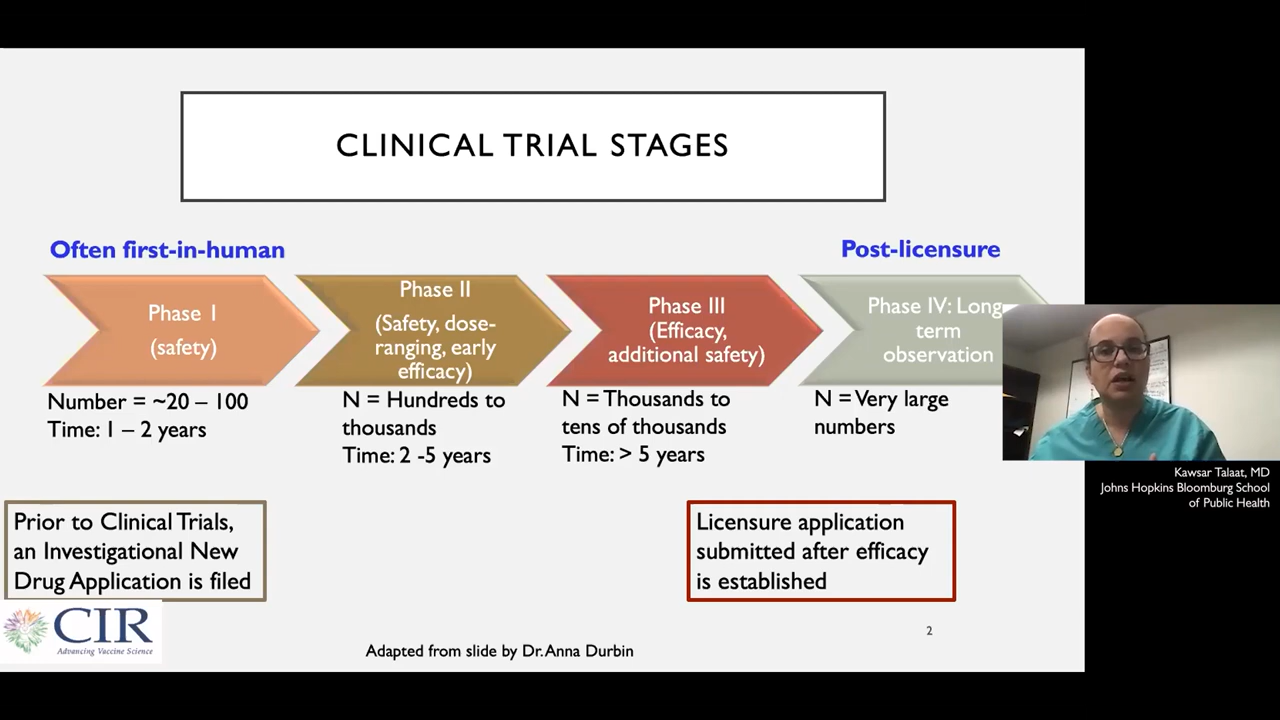 CLINICAL TRIAL STAGES
Often first-in-human
Post-licensure
Phase I
(safety)
Phase II
(Safety, dose-
ranging, early
efficacy)
Phase III
(Efficacy,
additional safety)
Phase IV: Long
term
observation
Number = ~20 – 100
Time: 1 – 2 years
N = Hundreds to
thousands
Time: 2 -5 years
N = Thousands to
tens of thousands
Time: > 5 years
N = Very large
numbers
Kawsar Talaat, MD
Johns Hopkins Bloomburg School
of Public Health
Prior to Clinical Trials,
an Investigational New
Drug Application is filed
Licensure application
submitted after efficacy
is established
CIR
Advancing Vaccine Science
2
Adapted from slide by Dr. Anna Durbin